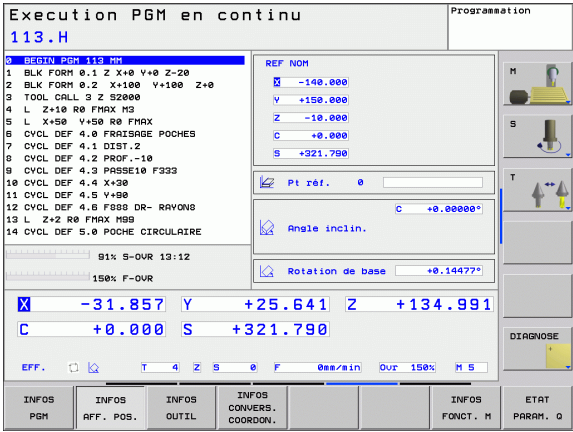 Execution PGM en continu
Programmation
113.H
0 BEGIN PGM 113 MM
1 BLK FORM 0.1 Z X+0 Y+0 Z-20
2 BLK FORM 0.2 X+100 Y+100 Z+0
3 TOOL CALL 3 Z S2000
4 L Z+10 R0 FMAX M3
5 L X+50 Y+50 R0 FMAX
6 CYCL DEF 4.0 FRAISAGE POCHES
7 CYCL DEF 4.1 DIST.2
8 CYCL DEF 4.2 PROF.-10
9 CYCL DEF 4.3 PASSE10 F333
10 CYCL DEF 4.4 X+30
11 CYCL DEF 4.5 Y+90
12 CYCL DEF 4.6 F888 DR- RAYON8
13 L Z+2 R0 FMAX M99
14 CYCL DEF 5.0 POCHE CIRCULAIRE
REF NOM
X -140.000
Y +150.000
Z -10.000
C +0.000
S +321.790
Pt réf. 0
C +0.00000°
Angle inclin.
Rotation de base +0.14477°
91% S-OVR 13:12
150% F-OVR
X -31.857 Y +25.641 Z +134.991
C +0.000 S +321.790
EFF. T 4 Z S 0 F 0mm/min Ovr 150% M 5
M
S
T
DIAGNOSE
INFOS PGM
INFOS AFF. POS.
INFOS OUTIL
INFOS CONVERS. COORDON.
INFOS FONCT. M
ETAT PARAM. Q